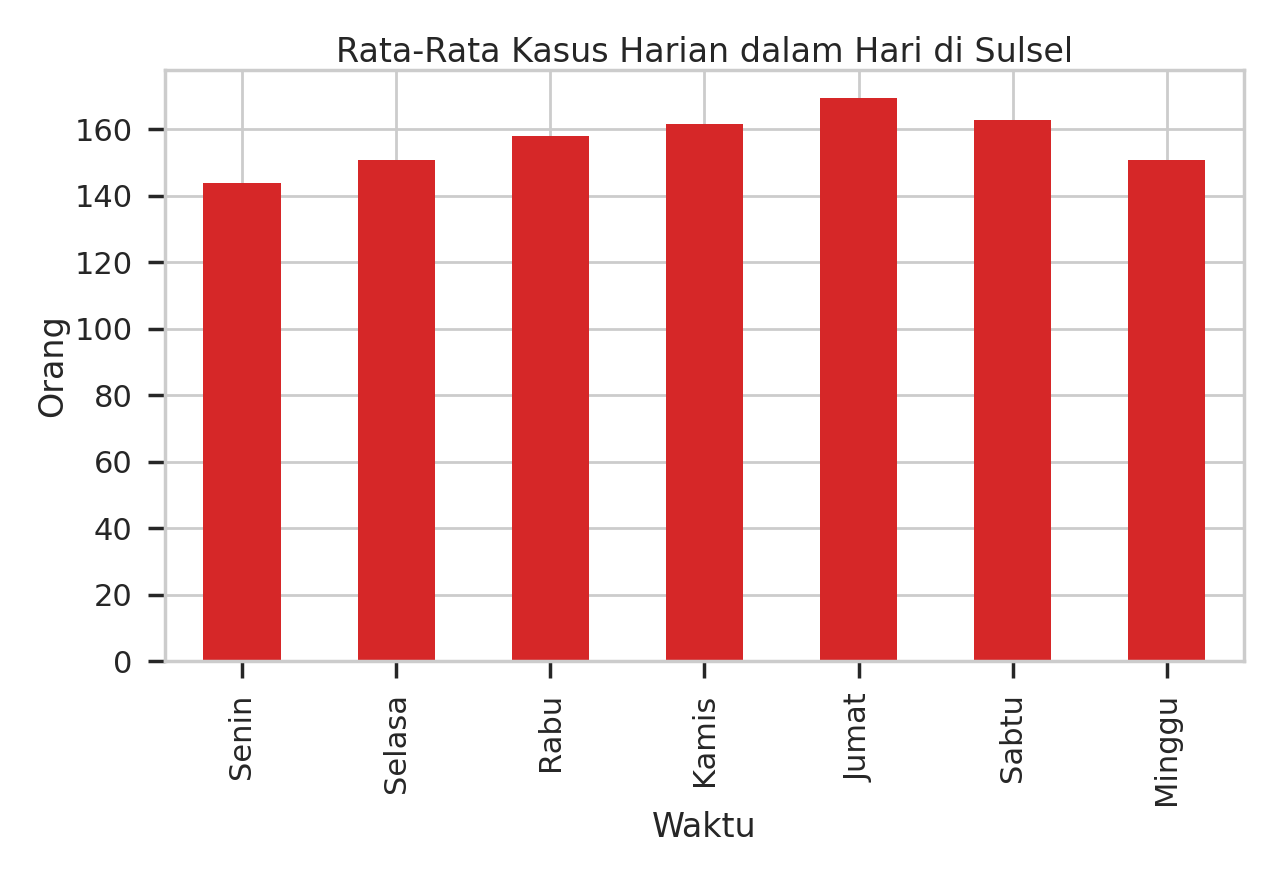 Rata-Rata Kasus Harian dalam Hari di Sulsel
160
140
120
100
80
60
40
20
0
Orang
Senin
Selasa
Rabu
Kamis
Jumat
Sabtu
Minggu
Waktu